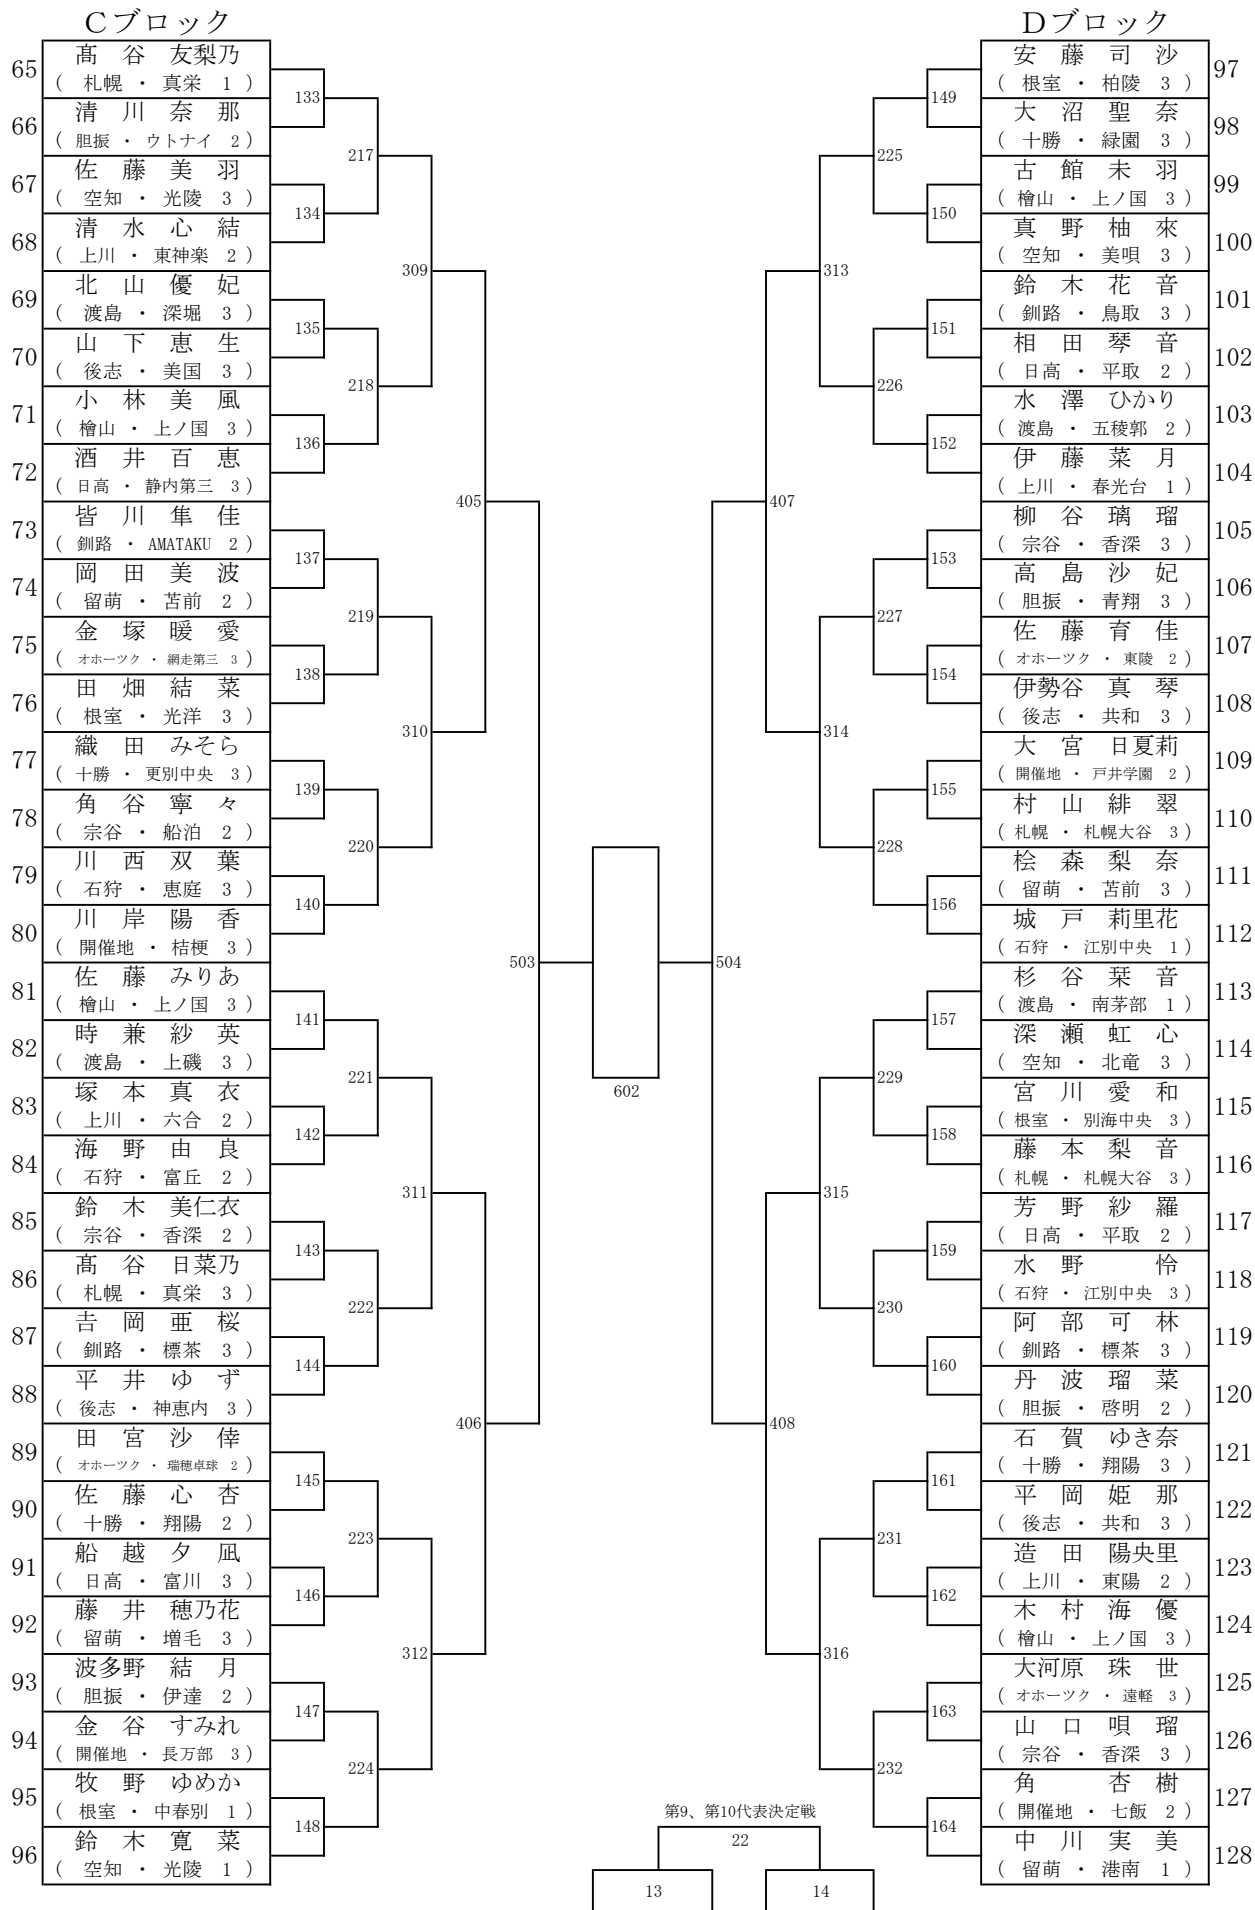 Cブロック
65 髙谷 友梨乃
( 札幌 ・ 真栄 1 )
66 清川 奈那
( 胆振 ・ ウトナイ 2 )
67 佐藤 美羽
( 空知 ・ 光陵 3 )
68 清水 心結
( 上川 ・ 東神楽 2 )
69 北山 優妃
( 渡島 ・ 深堀 3 )
70 山下 恵生
( 後志 ・ 美国 3 )
71 小林 美風
( 檜山 ・ 上ノ国 3 )
72 酒井 百恵
( 日高 ・ 静内第三 3 )
73 皆川 隼佳
( 釧路 ・ AMATAKU 2 )
74 岡田 美波
( 留萌 ・ 苫前 2 )
75 金塚 暖愛
( オホーツク ・ 網走第三 3 )
76 田畑 結菜
( 根室 ・ 光洋 3 )
77 織田 みそら
( 十勝 ・ 更別中央 3 )
78 角谷 寧々
( 宗谷 ・ 船泊 2 )
79 川西 双葉
( 石狩 ・ 恵庭 3 )
80 川岸 陽香
( 開催地 ・ 桔梗 3 )
81 佐藤 みりあ
( 檜山 ・ 上ノ国 3 )
82 時兼 紗英
( 渡島 ・ 上磯 3 )
83 塚本 真衣
( 上川 ・ 六合 2 )
84 海野 由良
( 石狩 ・ 富丘 2 )
85 鈴木 美仁衣
( 宗谷 ・ 香深 2 )
86 髙谷 日菜乃
( 札幌 ・ 真栄 3 )
87 吉岡 亜桜
( 釧路 ・ 標茶 3 )
88 平井 ゆず
( 後志 ・ 神恵内 3 )
89 田宮 沙倖
( オホーツク ・ 瑞穂卓球 2 )
90 佐藤 心杏
( 十勝 ・ 翔陽 2 )
91 船越 夕凪
( 日高 ・ 富川 3 )
92 藤井 穂乃花
( 留萌 ・ 増毛 3 )
93 波多野 結月
( 胆振 ・ 伊達 2 )
94 金谷 すみれ
( 開催地 ・ 長万部 3 )
95 牧野 ゆめか
( 根室 ・ 中春別 1 )
96 鈴木 寛菜
( 空知 ・ 光陵 1 )
133
134
135
136
137
138
139
140
141
142
143
144
145
146
147
148
217
218
219
220
221
222
223
224
309
310
311
312
405
406
503
602
504
407
408
313
314
315
316
225
226
227
228
229
230
231
232
149
150
151
152
153
154
155
156
157
158
159
160
161
162
163
164
Dブロック
安藤 司沙 97
( 根室 ・ 柏陵 3 )
大沼 聖奈 98
( 十勝 ・ 緑園 3 )
古館 未羽 99
( 檜山 ・ 上ノ国 3 )
真野 柚來 100
( 空知 ・ 美唄 3 )
鈴木 花音 101
( 釧路 ・ 鳥取 3 )
相田 琴音 102
( 日高 ・ 平取 2 )
水澤 ひかり 103
( 渡島 ・ 五稜郭 2 )
伊藤 菜月 104
( 上川 ・ 春光台 1 )
柳谷 璃瑠 105
( 宗谷 ・ 香深 3 )
高島 沙妃 106
( 胆振 ・ 青翔 3 )
佐藤 育佳 107
( オホーツク ・ 東陵 2 )
伊勢谷 真琴 108
( 後志 ・ 共和 3 )
大宮 日夏莉 109
( 開催地 ・ 戸井学園 2 )
村山 緋翠 110
( 札幌 ・ 札幌大谷 3 )
桧森 梨奈 111
( 留萌 ・ 苫前 3 )
城戸 莉里花 112
( 石狩 ・ 江別中央 1 )
杉谷 栞音 113
( 渡島 ・ 南茅部 1 )
深瀬 虹心 114
( 空知 ・ 北竜 3 )
宮川 愛和 115
( 根室 ・ 別海中央 3 )
藤本 梨音 116
( 札幌 ・ 札幌大谷 3 )
芳野 紗羅 117
( 日高 ・ 平取 2 )
水野 怜 118
( 石狩 ・ 江別中央 3 )
阿部 可林 119
( 釧路 ・ 標茶 3 )
丹波 瑠菜 120
( 胆振 ・ 啓明 2 )
石賀 ゆき奈 121
( 十勝 ・ 翔陽 3 )
平岡 姫那 122
( 後志 ・ 共和 3 )
造田 陽央里 123
( 上川 ・ 東陽 2 )
木村 海優 124
( 檜山 ・ 上ノ国 3 )
大河原 珠世 125
( オホーツク ・ 遠軽 3 )
山口 唄瑠 126
( 宗谷 ・ 香深 3 )
角 杏樹 127
( 開催地 ・ 七飯 2 )
中川 実美 128
( 留萌 ・ 港南 1 )
第9、第10代表決定戦
22
13
14